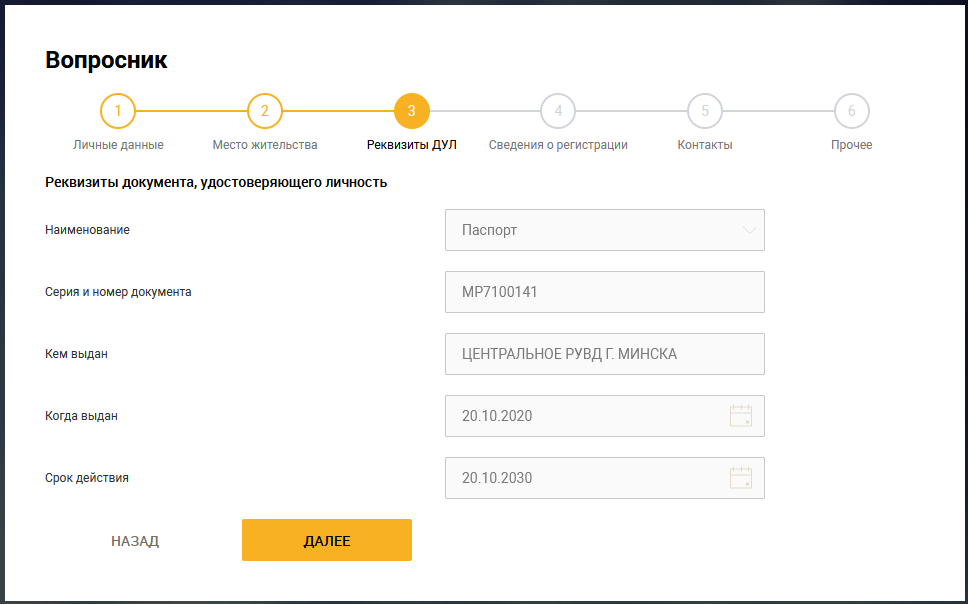 Вопросник
1 2 3 4 5 6
Личные данные Место жительства Реквизиты ДУЛ Сведения о регистрации Контакты Прочее
Реквизиты документа, удостоверяющего личность
Наименование Паспорт
Серия и номер документа MP7100141
Кем выдан ЦЕНТРАЛЬНОЕ РУВД Г. МИНСКА
Когда выдан 20.10.2020
Срок действия 20.10.2030
НАЗАД ДАЛЕЕ